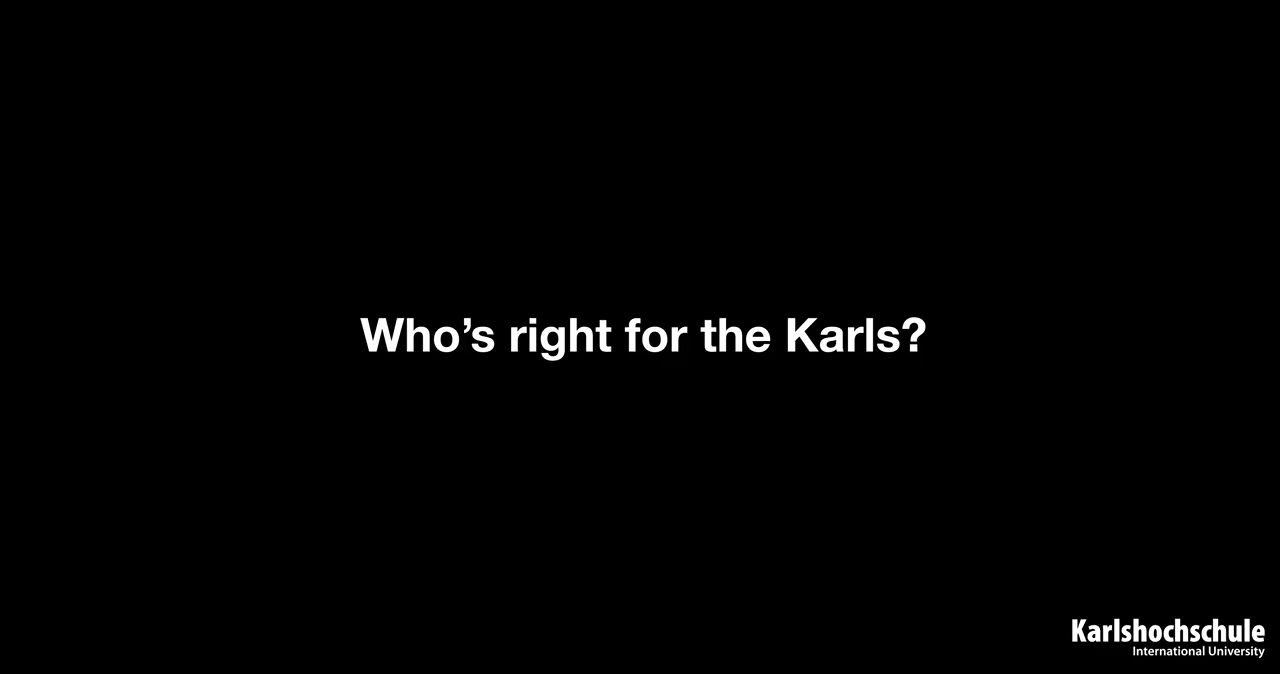 Who’s right for the Karls?
Karlshochschule
International University